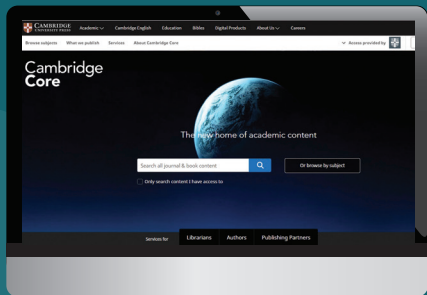 CAMBRIDGE UNIVERSITY PRESS Academic Cambridge English Education Bibles Digital Products About Us Careers
Browse subjects What we publish Services About Cambridge Core Access provided by
Cambridge
Core
The new home of academic content
Search all journal & book content Or browse by subject
Only search content I have access to
Services for Librarians Authors Publishing Partners